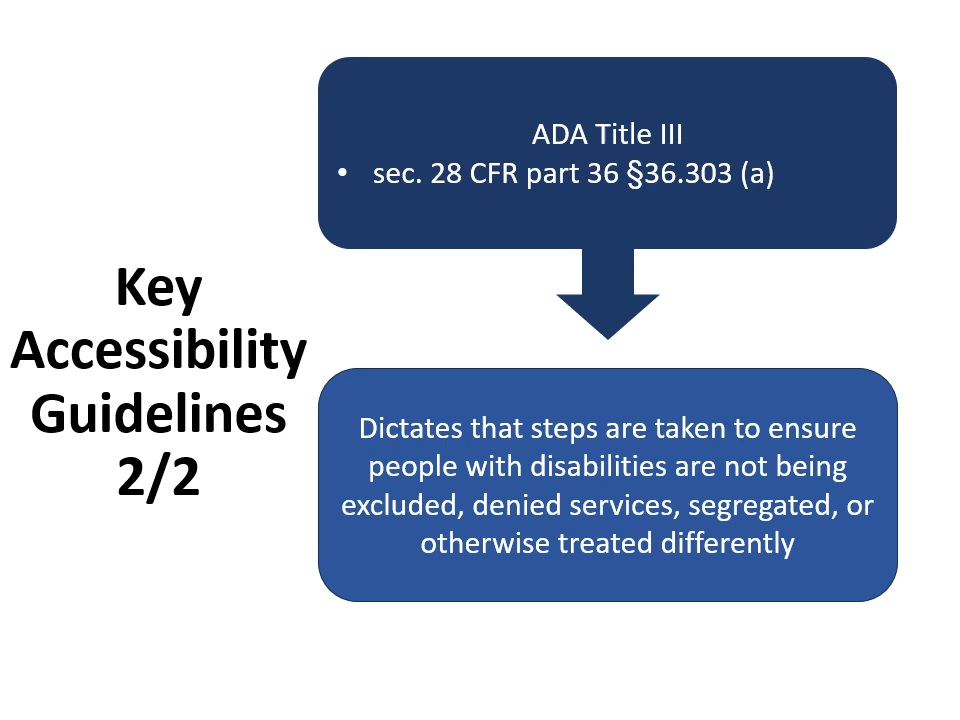 Key
Accessibility
Guidelines
2/2
ADA Title III
• sec. 28 CFR part 36 §36.303 (a)
Dictates that steps are taken to ensure
people with disabilities are not being
excluded, denied services, segregated, or
otherwise treated differently